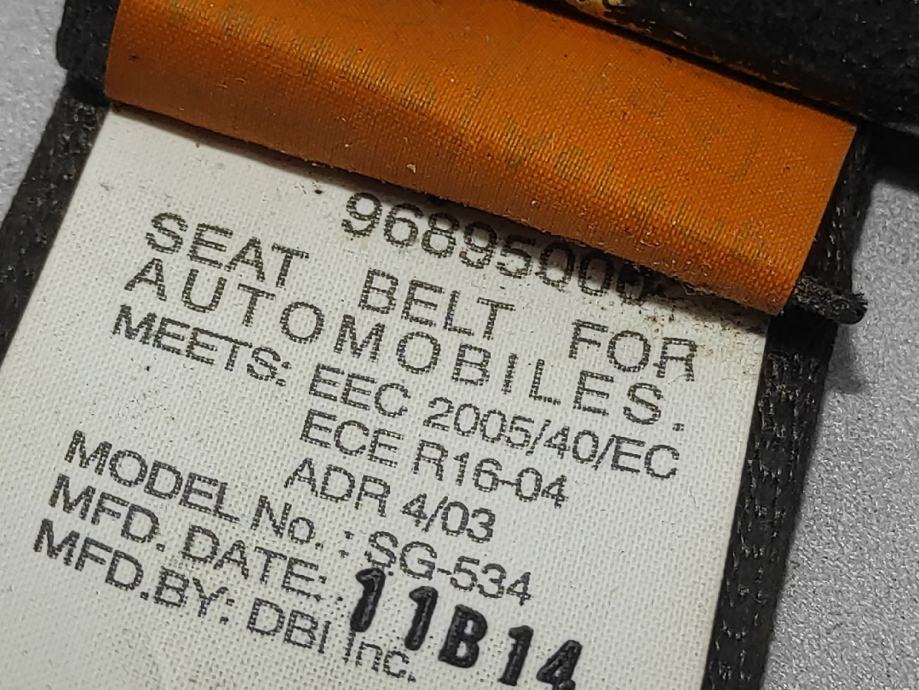 96895006
SEAT BELT FOR
AUTOMOBILES.
MEETS: EEC 2005/40/EC
ECE R16-04
ADR 4/03
MODEL No. : SG-534
MFD. DATE: 11B14
MFD.BY: DBI Inc.